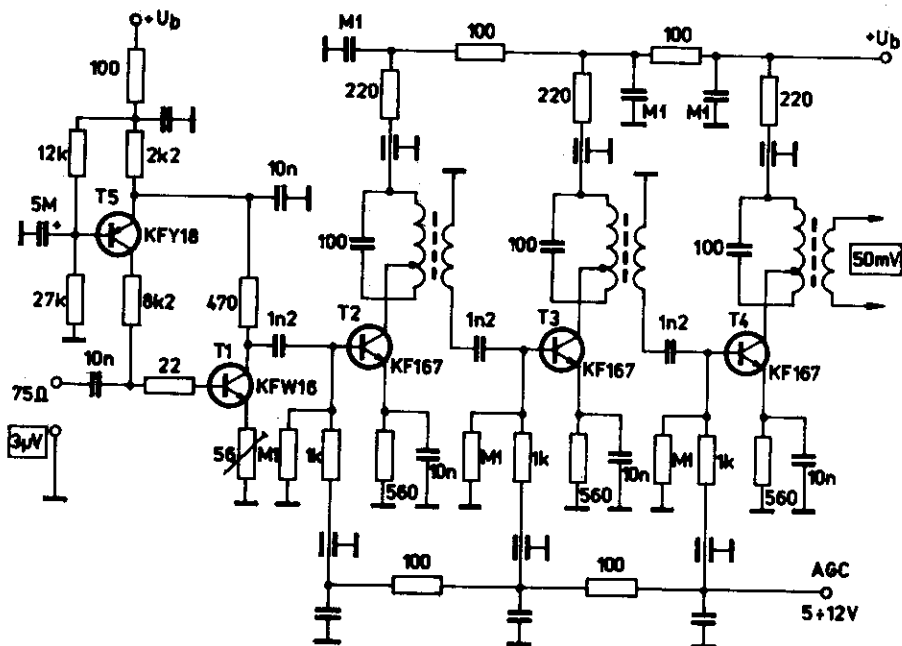 +Ub
100
12k
2k2
10n
T5
5M
+
KFY18
27k
8k2
470
10n
22
T1
KFW16
75Ω
3μV
56
M1
100
100
+Ub
220
220
M1
M1
220
100
100
100
50mV
1n2
T2
KF167
1n2
T3
KF167
1n2
T4
KF167
M1
1k
560
10n
M1
1k
560
10n
M1
1k
560
10n
100
100
AGC
5÷12V